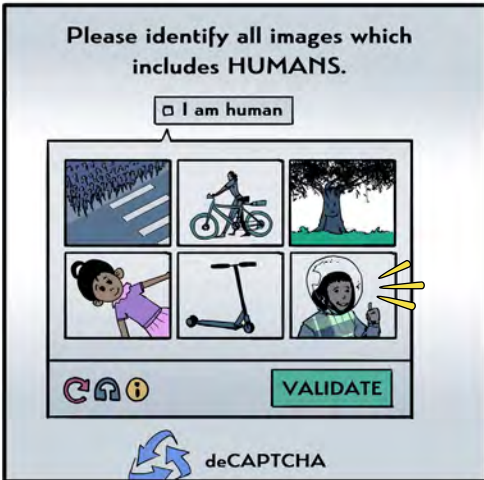 Please identify all images which
includes HUMANS.
I am human
VALIDATE
deCAPTCHA